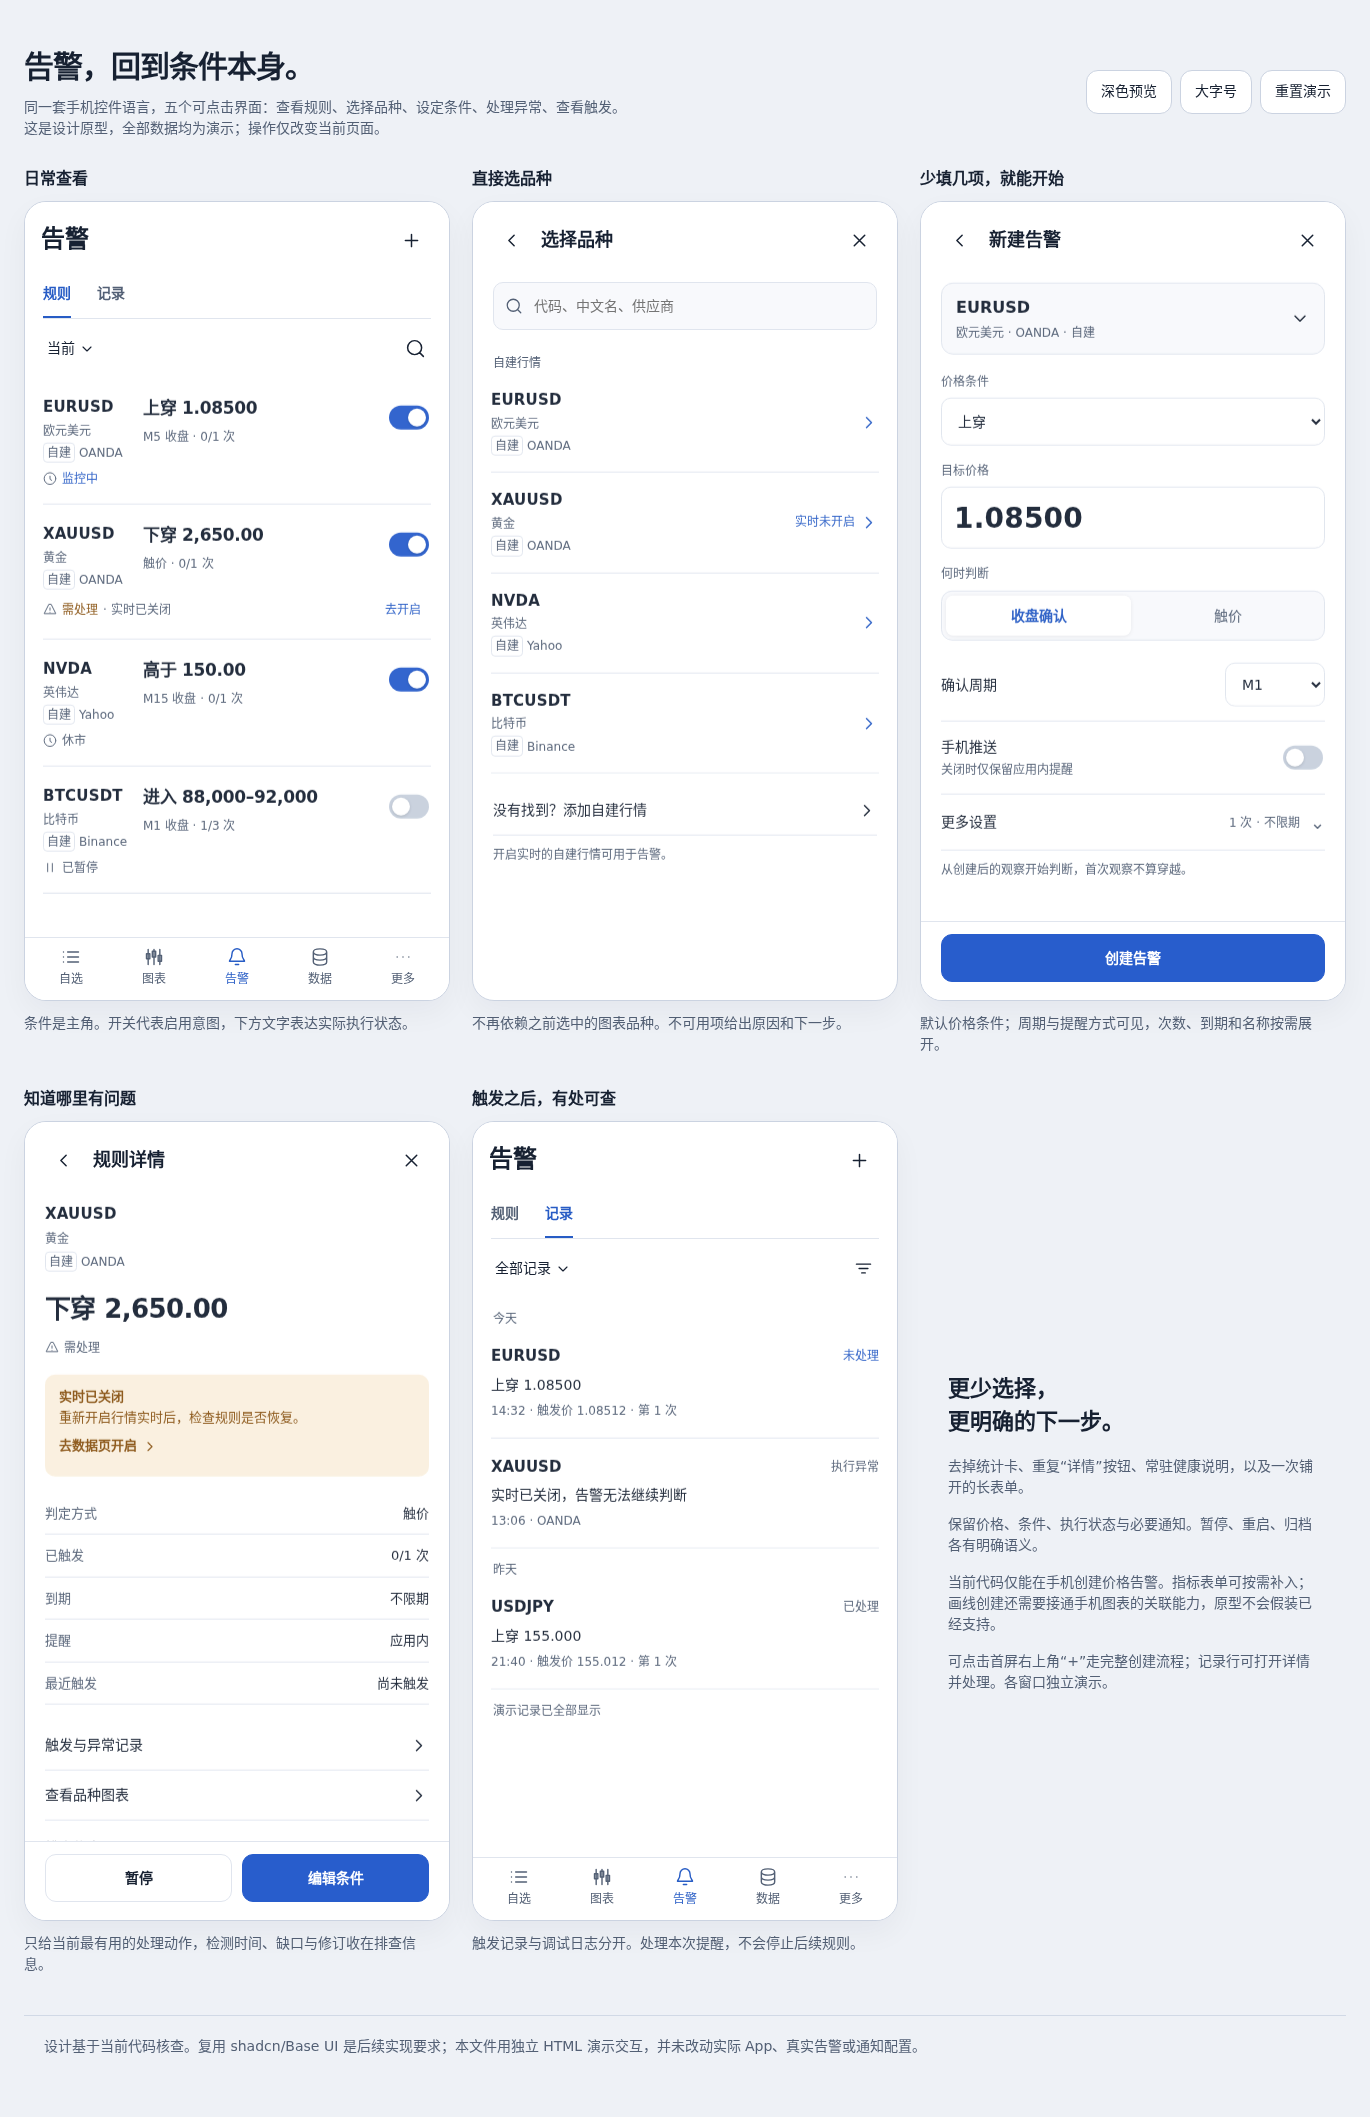 告警，回到条件本身。
同一套手机控件语言，五个可点击界面：查看规则、选择品种、设定条件、处理异常、查看触发。
这是设计原型，全部数据均为演示；操作仅改变当前页面。
深色预览
大字号
重置演示
日常查看
告警
规则
记录
当前
EURUSD
上穿 1.08500
欧元美元
M5 收盘 · 0/1 次
自建 OANDA
监控中
XAUUSD
下穿 2,650.00
黄金
触价 · 0/1 次
自建 OANDA
需处理 · 实时已关闭
去开启
NVDA
高于 150.00
英伟达
M15 收盘 · 0/1 次
自建 Yahoo
休市
BTCUSDT
进入 88,000–92,000
比特币
M1 收盘 · 1/3 次
自建 Binance
已暂停
自选
图表
告警
数据
更多
条件是主角。开关代表启用意图，下方文字表达实际执行状态。
直接选品种
选择品种
代码、中文名、供应商
自建行情
EURUSD
欧元美元
自建 OANDA
XAUUSD
黄金
自建 OANDA
实时未开启
NVDA
英伟达
自建 Yahoo
BTCUSDT
比特币
自建 Binance
没有找到？添加自建行情
开启实时的自建行情可用于告警。
不再依赖之前选中的图表品种。不可用项给出原因和下一步。
少填几项，就能开始
新建告警
EURUSD
欧元美元 · OANDA · 自建
价格条件
上穿
目标价格
1.08500
何时判断
收盘确认
触价
确认周期
M1
手机推送
关闭时仅保留应用内提醒
更多设置
1 次 · 不限期
从创建后的观察开始判断，首次观察不算穿越。
创建告警
默认价格条件；周期与提醒方式可见，次数、到期和名称按需展
开。
知道哪里有问题
规则详情
XAUUSD
黄金
自建 OANDA
下穿 2,650.00
需处理
实时已关闭
重新开启行情实时后，检查规则是否恢复。
去数据页开启
判定方式
触价
已触发
0/1 次
到期
不限期
提醒
应用内
最近触发
尚未触发
触发与异常记录
查看品种图表
暂停
编辑条件
只给当前最有用的处理动作，检测时间、缺口与修订收在排查信
息。
触发之后，有处可查
告警
规则
记录
全部记录
今天
EURUSD
未处理
上穿 1.08500
14:32 · 触发价 1.08512 · 第 1 次
XAUUSD
执行异常
实时已关闭，告警无法继续判断
13:06 · OANDA
昨天
USDJPY
已处理
上穿 155.000
21:40 · 触发价 155.012 · 第 1 次
演示记录已全部显示
自选
图表
告警
数据
更多
触发记录与调试日志分开。处理本次提醒，不会停止后续规则。
更少选择，
更明确的下一步。
去掉统计卡、重复“详情”按钮、常驻健康说明，以及一次铺
开的长表单。
保留价格、条件、执行状态与必要通知。暂停、重启、归档
各有明确语义。
当前代码仅能在手机创建价格告警。指标表单可按需补入；
画线创建还需要接通手机图表的关联能力，原型不会假装已
经支持。
可点击首屏右上角“+”走完整创建流程；记录行可打开详情
并处理。各窗口独立演示。
设计基于当前代码核查。复用 shadcn/Base UI 是后续实现要求；本文件用独立 HTML 演示交互，并未改动实际 App、真实告警或通知配置。